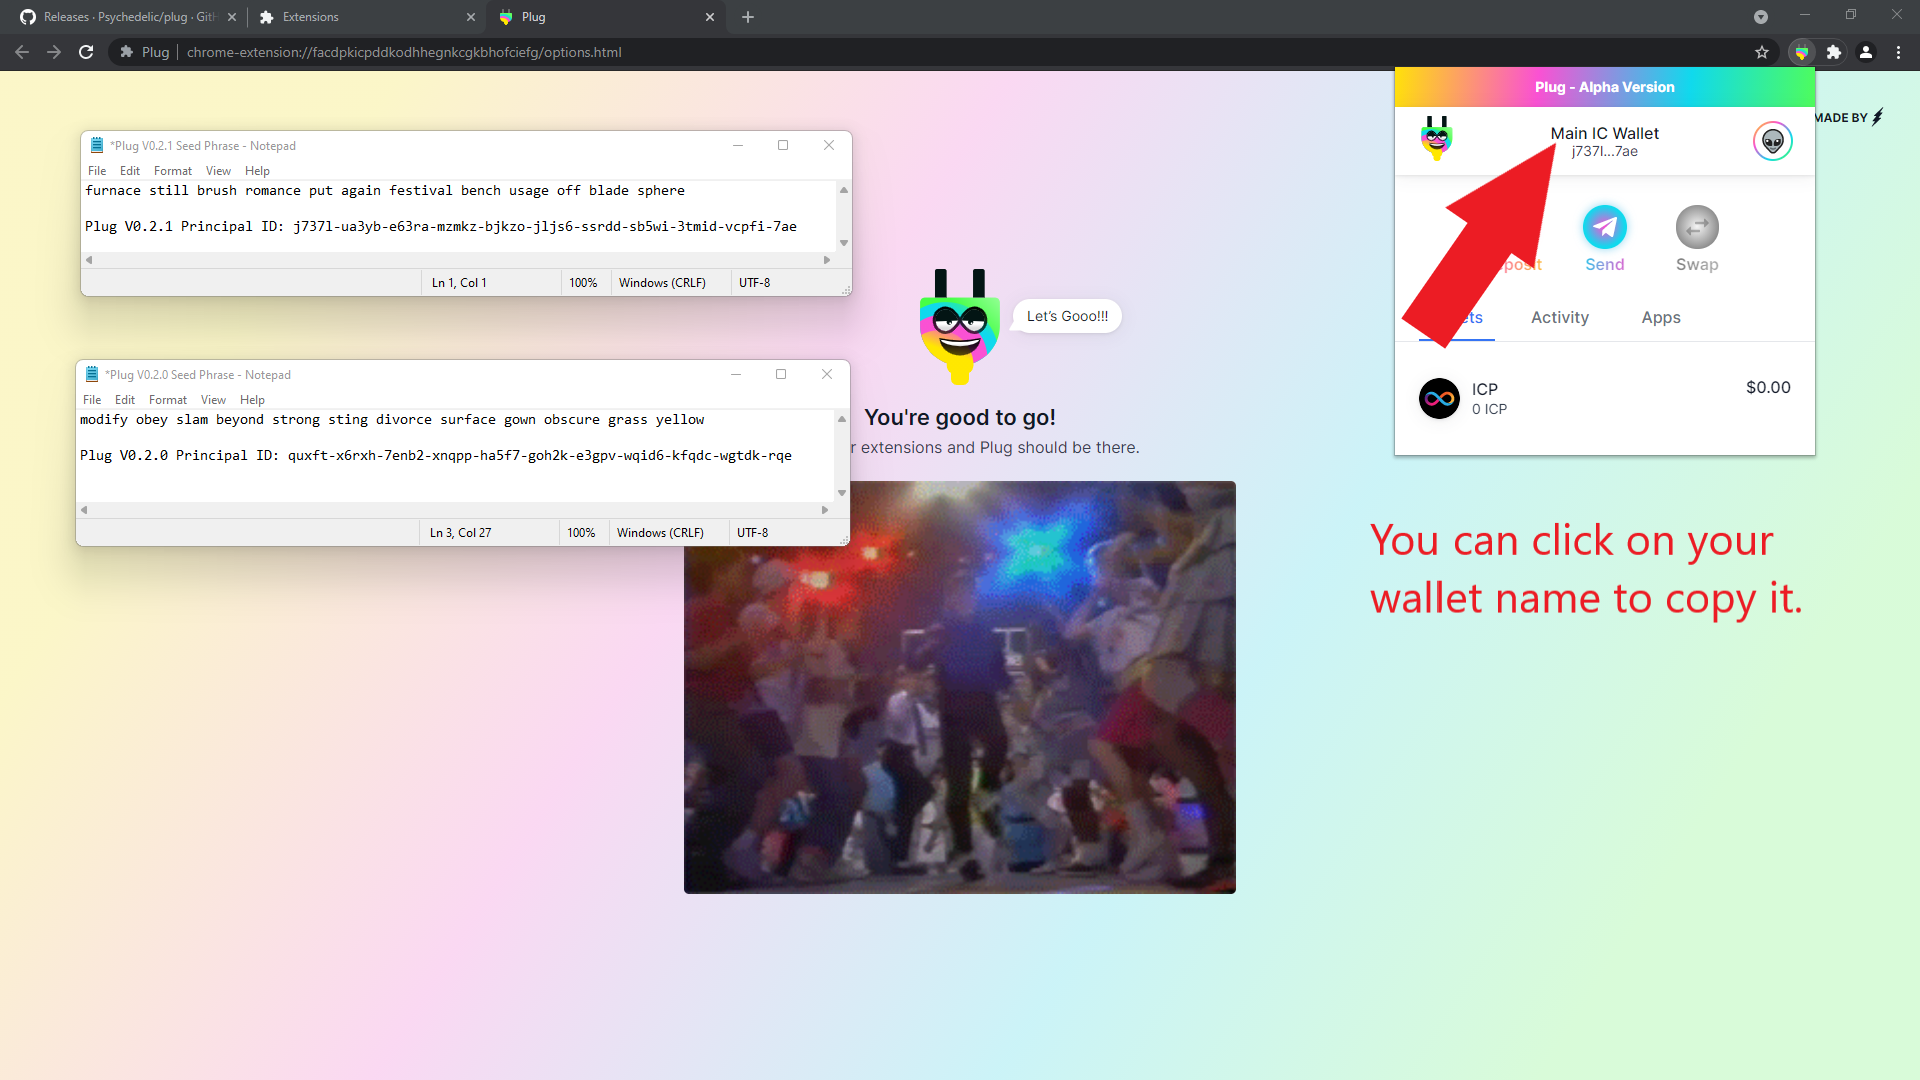 Releases · Psychedelic/plug · GitH
Extensions
Plug
Plug
chrome-extension://facdpkicpddkodhhegnkcgkbhofciefg/options.html
Plug - Alpha Version
MADE BY
Main IC Wallet
j737l...7ae
Send
Swap
Activity
Apps
ICP
0 ICP
$0.00
*Plug V0.2.1 Seed Phrase - Notepad
File Edit Format View Help
furnace still brush romance put again festival bench usage off blade sphere
Plug V0.2.1 Principal ID: j737l-ua3yb-e63ra-mzmkz-bjkzo-jljs6-ssrdd-sb5wi-3tmid-vcpfi-7ae
Ln 1, Col 1 100% Windows (CRLF) UTF-8
*Plug V0.2.0 Seed Phrase - Notepad
File Edit Format View Help
modify obey slam beyond strong sting divorce surface gown obscure grass yellow
Plug V0.2.0 Principal ID: quxft-x6rxh-7enb2-xnqpp-ha5f7-goh2k-e3gpv-wqid6-kfqdc-wgtdk-rqe
Ln 3, Col 27 100% Windows (CRLF) UTF-8
Let's Gooo!!!
You're good to go!
extensions and Plug should be there.
You can click on your
wallet name to copy it.